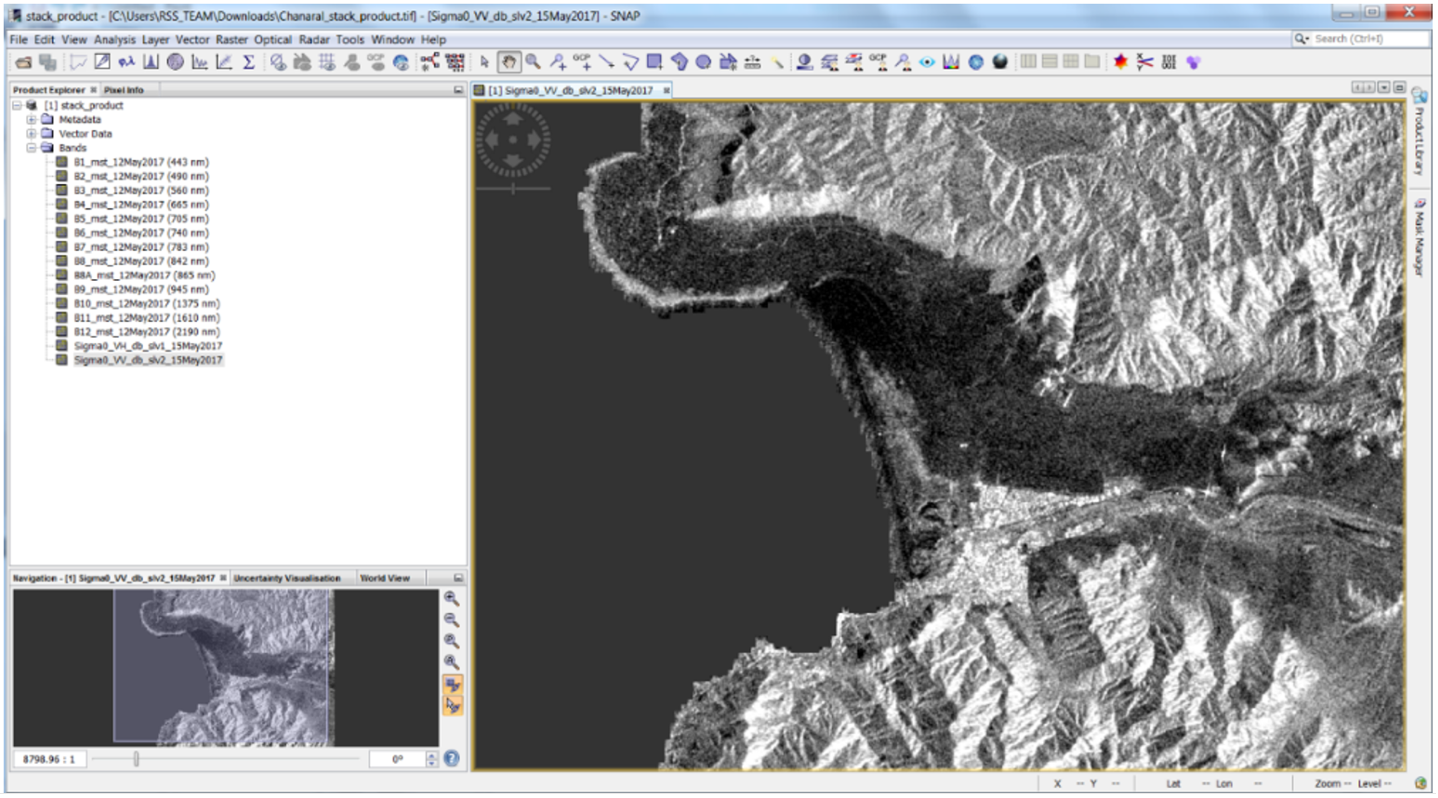 stack_product - [C:\Users\RSS_TEAM\Downloads\Chanaral_stack_product.tif] - [Sigma0_VV_db_slv2_15May2017] - SNAP
File Edit View Analysis Layer Vector Raster Optical Radar Tools Window Help
Search (Ctrl+I)
GCP GCP GCP
Product Explorer Pixel Info
[1] Sigma0_VV_db_slv2_15May2017
[1] stack_product
Metadata
Vector Data
Bands
B1_mst_12May2017 (443 nm)
B2_mst_12May2017 (490 nm)
B3_mst_12May2017 (560 nm)
B4_mst_12May2017 (665 nm)
B5_mst_12May2017 (705 nm)
B6_mst_12May2017 (740 nm)
B7_mst_12May2017 (783 nm)
B8_mst_12May2017 (842 nm)
B8A_mst_12May2017 (865 nm)
B9_mst_12May2017 (945 nm)
B10_mst_12May2017 (1375 nm)
B11_mst_12May2017 (1610 nm)
B12_mst_12May2017 (2190 nm)
Sigma0_VH_db_slv1_15May2017
Sigma0_VV_db_slv2_15May2017
Product Library
Mask Manager
Navigation - [1] Sigma0_VV_db_slv2_15May2017 Uncertainty Visualisation World View
8798.96 : 1
0°
X -- Y -- Lat -- Lon -- Zoom -- Level --